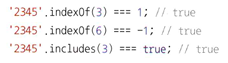 '2345'.indexOf(3) === 1; // true
'2345'.indexOf(6) === -1; // true
'2345'.includes(3) === true; // true